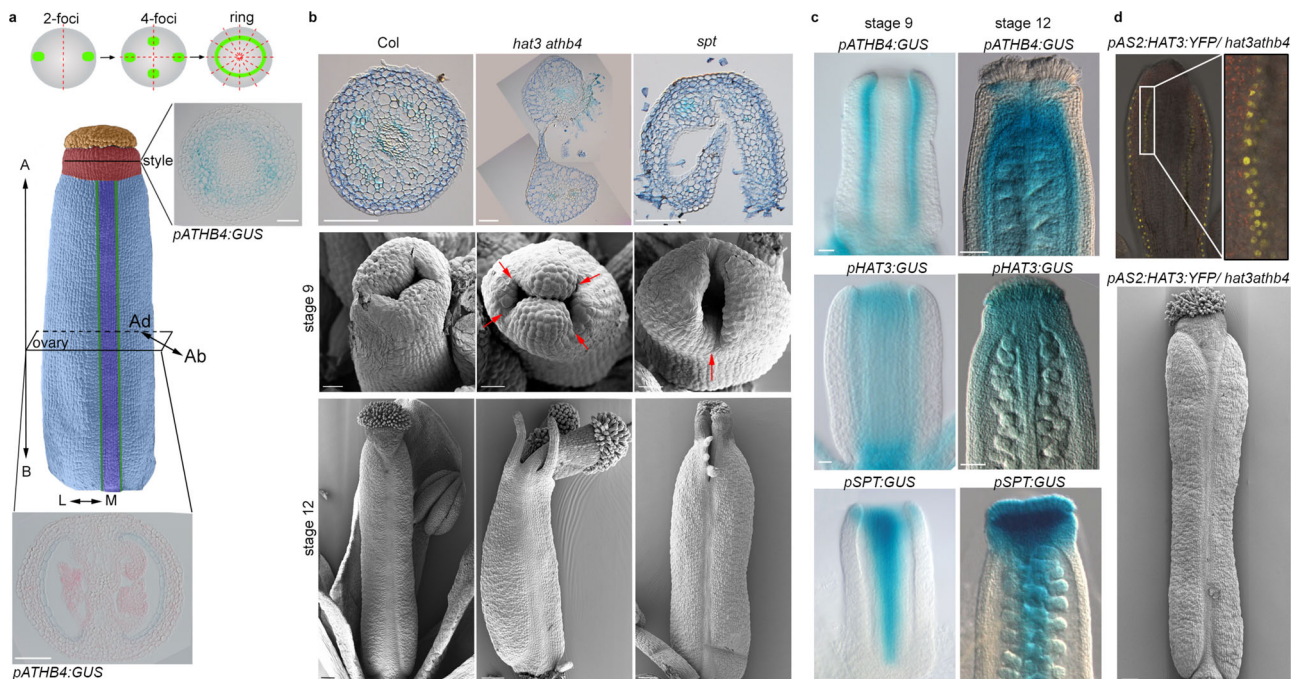 a
2-foci
4-foci
ring
A
style
pATHB4:GUS
Ad
ovary
Ab
B
L
M
pATHB4:GUS
b
Col
hat3 athb4
spt
stage 9
stage 12
c
stage 9
stage 12
pATHB4:GUS
pATHB4:GUS
pHAT3:GUS
pHAT3:GUS
pSPT:GUS
pSPT:GUS
d
pAS2:HAT3:YFP/ hat3athb4
pAS2:HAT3:YFP/ hat3athb4